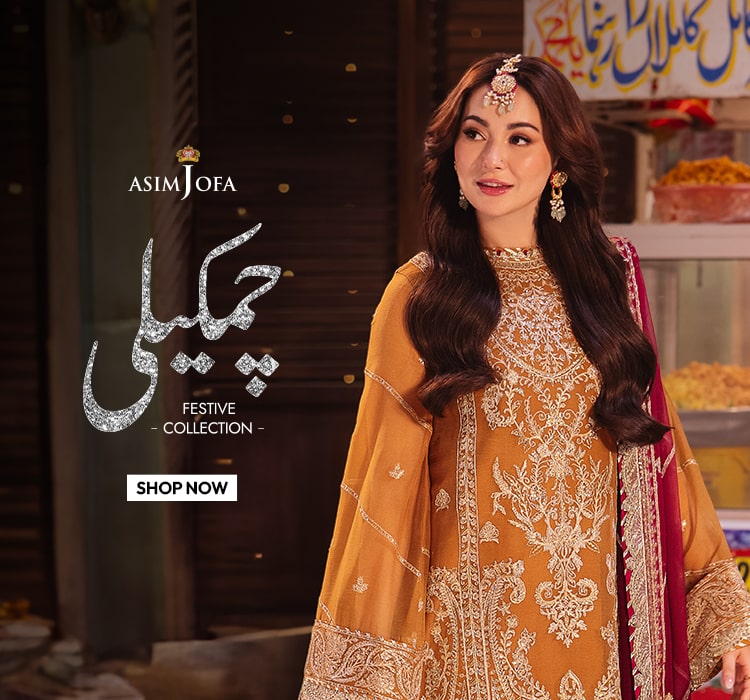 ASIM JOFA
چمکیلی
FESTIVE
- COLLECTION -
SHOP NOW